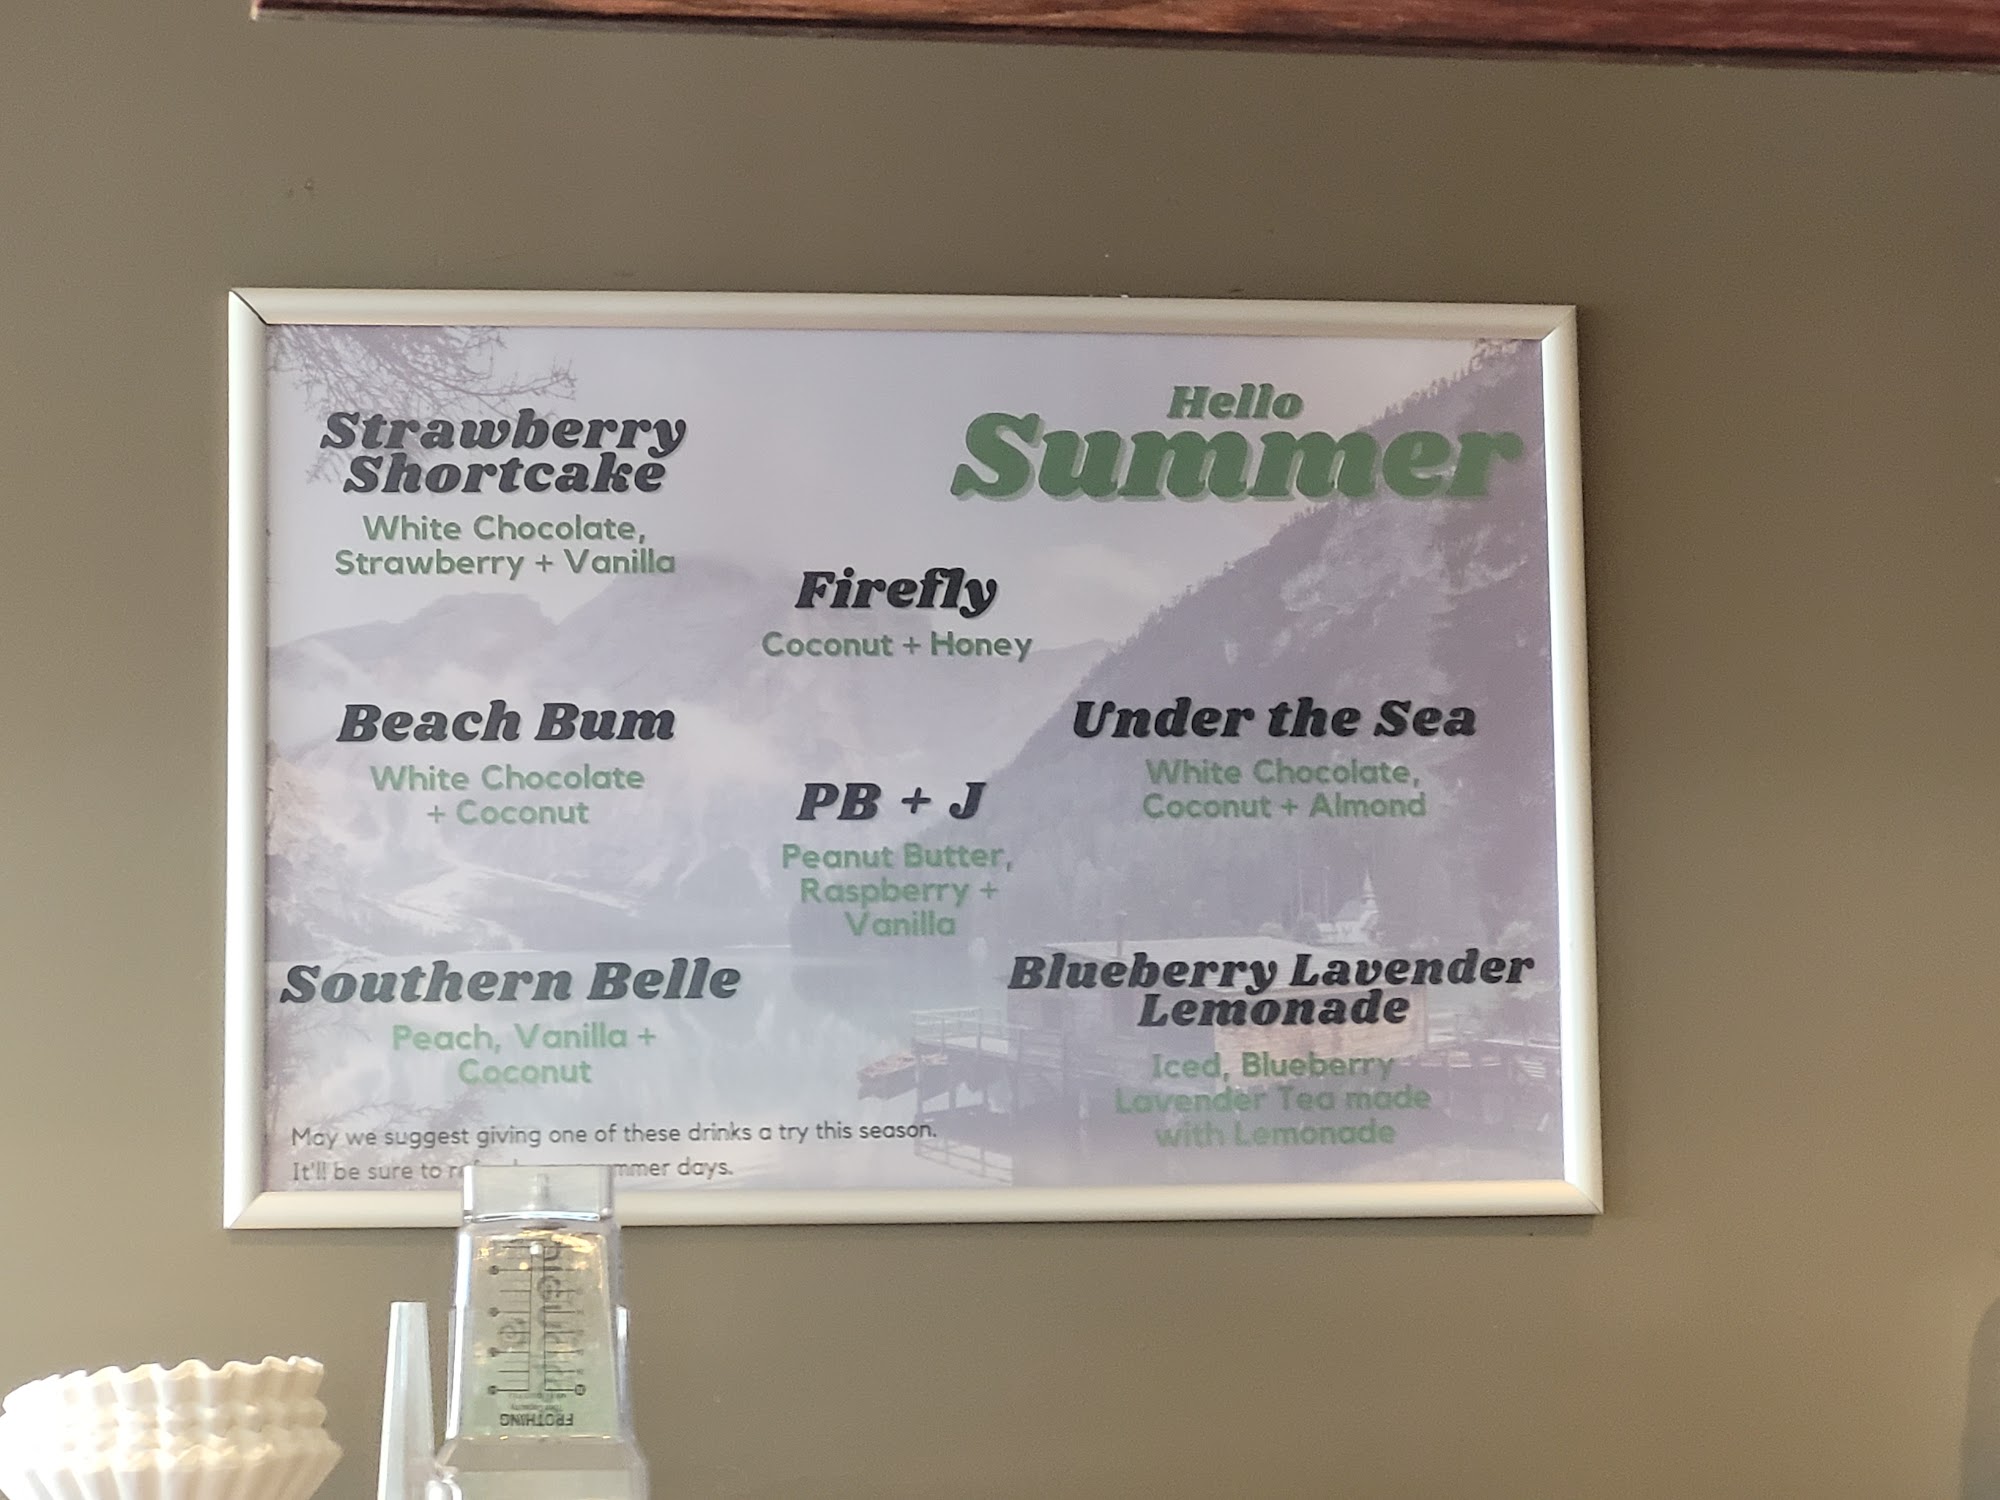 Hello
Summer
Strawberry
Shortcake
White Chocolate,
Strawberry + Vanilla
Firefly
Coconut + Honey
Beach Bum
White Chocolate
+ Coconut
Under the Sea
White Chocolate,
Coconut + Almond
PB + J
Peanut Butter,
Raspberry +
Vanilla
Southern Belle
Peach, Vanilla +
Coconut
Blueberry Lavender
Lemonade
Iced, Blueberry
Lavender Tea made
with Lemonade
May we suggest giving one of these drinks a try this season.
It'll be sure to days.
FROTHING